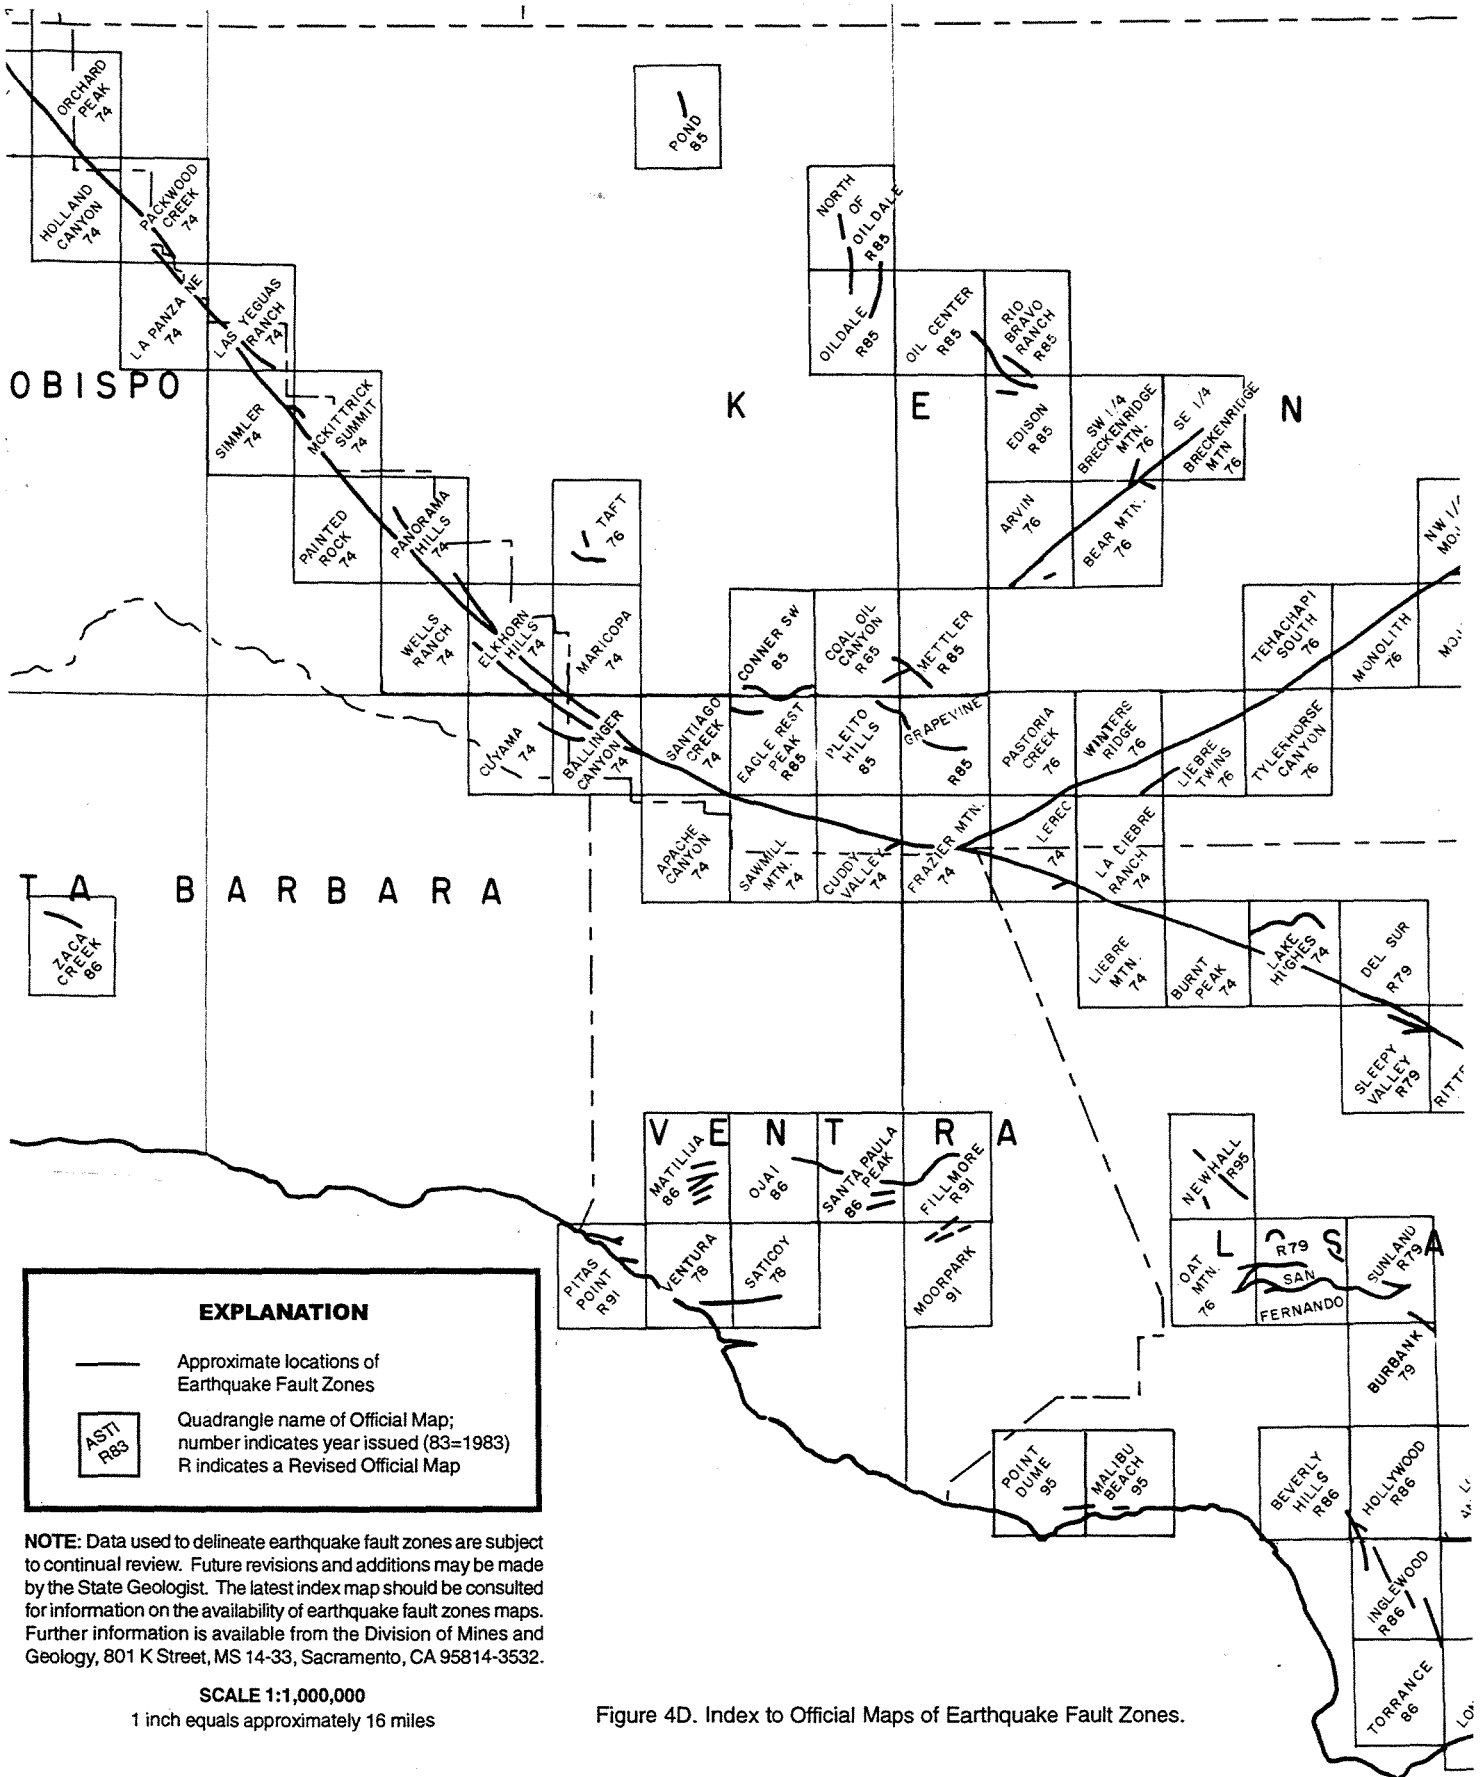 ORCHARD
PEAK
74
POND
85
HOLLAND
CANYON
74
PACKWOOD
CREEK
74
NORTH
OF
OILDALE
R85
LA PANZA NE
74
LAS YEGUAS
RANCH
74
OILDALE
R85
OIL CENTER
R85
RIO
BRAVO
RANCH
R85
OBISPO
K E N
SIMMLER
74
MCKITTRICK
SUMMIT
74
EDISON
R85
SW 1/4
BRECKENRIDGE
MTN.
76
SE 1/4
BRECKENRIDGE
MTN
76
PAINTED
ROCK
74
PANORAMA
HILLS
74
TAFT
76
ARVIN
76
BEAR MTN.
76
NW 1/
WELLS
RANCH
74
ELKHORN
HILLS
74
MARICOPA
74
CONNER SW
85
COAL OIL
CANYON
R85
METTLER
R85
TEHACHAPI
SOUTH
76
MONOLITH
76
CUYAMA
74
BALLINGER
CANYON
74
SANTIAGO
CREEK
74
EAGLE REST
PEAK
R85
PLEITO
HILLS
85
GRAPEVINE
R85
PASTORIA
CREEK
76
WINTERS
RIDGE
76
LIEBRE
TWINS
76
TYLERHORSE
CANYON
76
APACHE
CANYON
74
SAWMILL
MTN.
74
CUDDY
VALLEY
74
FRAZIER MTN.
74
LEBEC
74
LA LIEBRE
RANCH
74
TA BARBARA
ZACA
CREEK
86
LIEBRE
MTN.
74
BURNT
PEAK
74
LAKE
HUGHES
74
DEL SUR
R79
SLEEPY
VALLEY
R79
RITT
V E N T R A
MATILIJA
86
OJAI
86
SANTA PAULA
PEAK
86
FILLMORE
R91
NEWHALL
R95
PITAS
POINT
R91
VENTURA
78
SATICOY
78
MOORPARK
91
L S A
OAT
MTN.
76
R79
SAN
FERNANDO
SUNLAND
R79
BURBANK
79
POINT
DUME
95
MALIBU
BEACH
95
BEVERLY
HILLS
R86
HOLLYWOOD
R86
INGLEWOOD
R86
TORRANCE
86
EXPLANATION
Approximate locations of
Earthquake Fault Zones
ASTI
R83
Quadrangle name of Official Map;
number indicates year issued (83=1983)
R indicates a Revised Official Map
NOTE: Data used to delineate earthquake fault zones are subject
to continual review. Future revisions and additions may be made
by the State Geologist. The latest index map should be consulted
for information on the availability of earthquake fault zones maps.
Further information is available from the Division of Mines and
Geology, 801 K Street, MS 14-33, Sacramento, CA 95814-3532.
SCALE 1:1,000,000
1 inch equals approximately 16 miles
Figure 4D. Index to Official Maps of Earthquake Fault Zones.